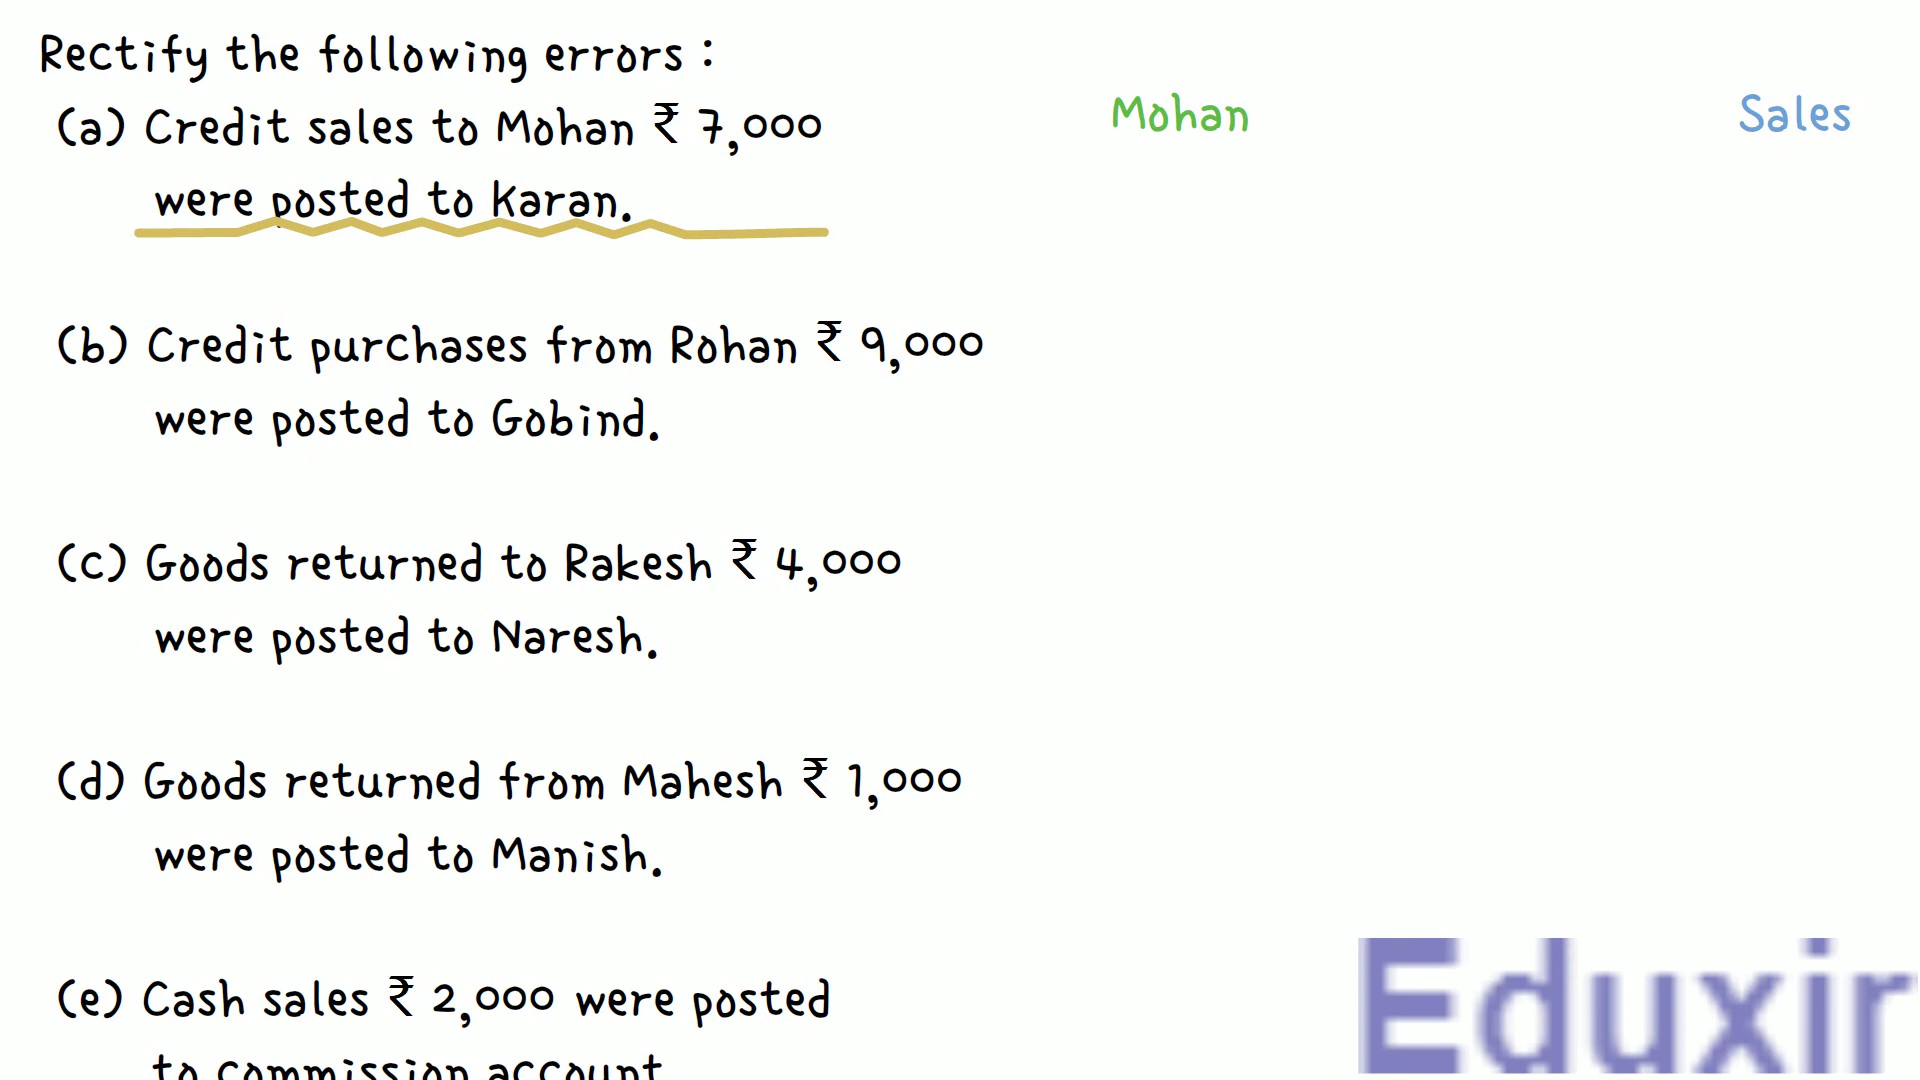 Rectify the following errors :
(a) Credit sales to Mohan ₹ 7,000
were posted to Karan.
Mohan
Sales
(b) Credit purchases from Rohan ₹ 9,000
were posted to Gobind.
(c) Goods returned to Rakesh ₹ 4,000
were posted to Naresh.
(d) Goods returned from Mahesh ₹ 1,000
were posted to Manish.
(e) Cash sales ₹ 2,000 were posted
to commission account
Eduxir